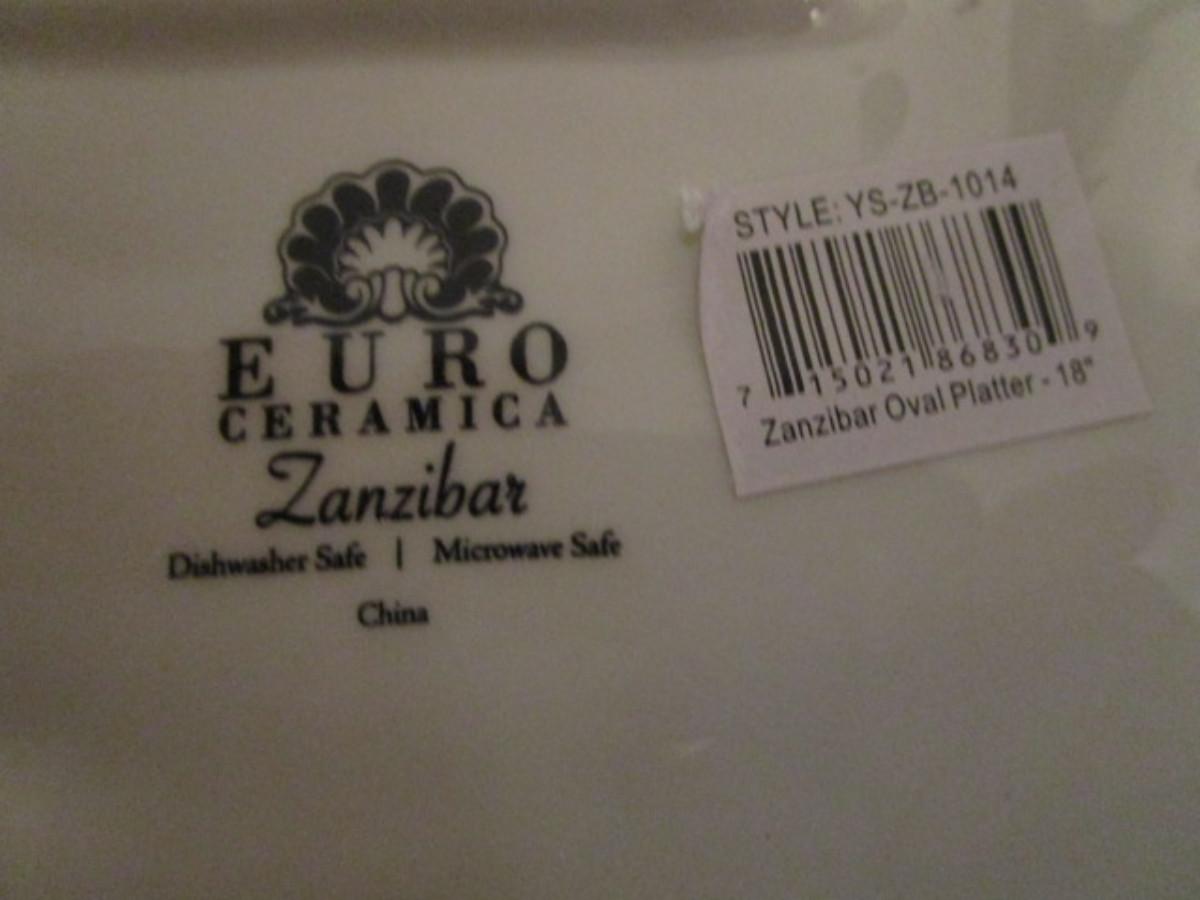 EURO
CERAMICA
Zanzibar
Dishwasher Safe | Microwave Safe
China
STYLE: YS-ZB-1014
7 15021 86830 9
Zanzibar Oval Platter - 18"